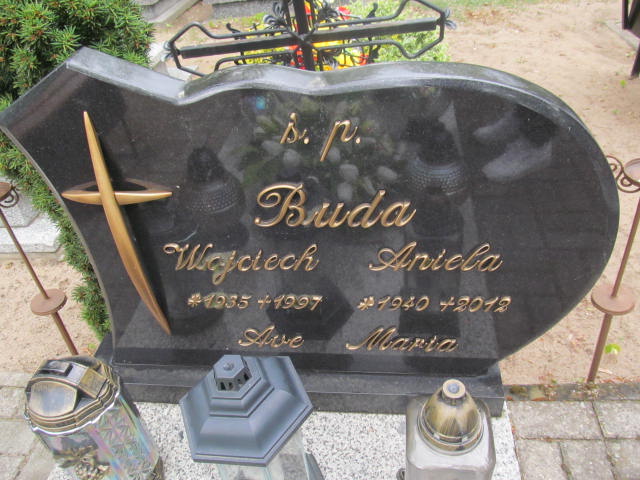 ś. p.
Buda
Wojciech Aniela
*1935 +1997 *1940 +2012
Ave Maria